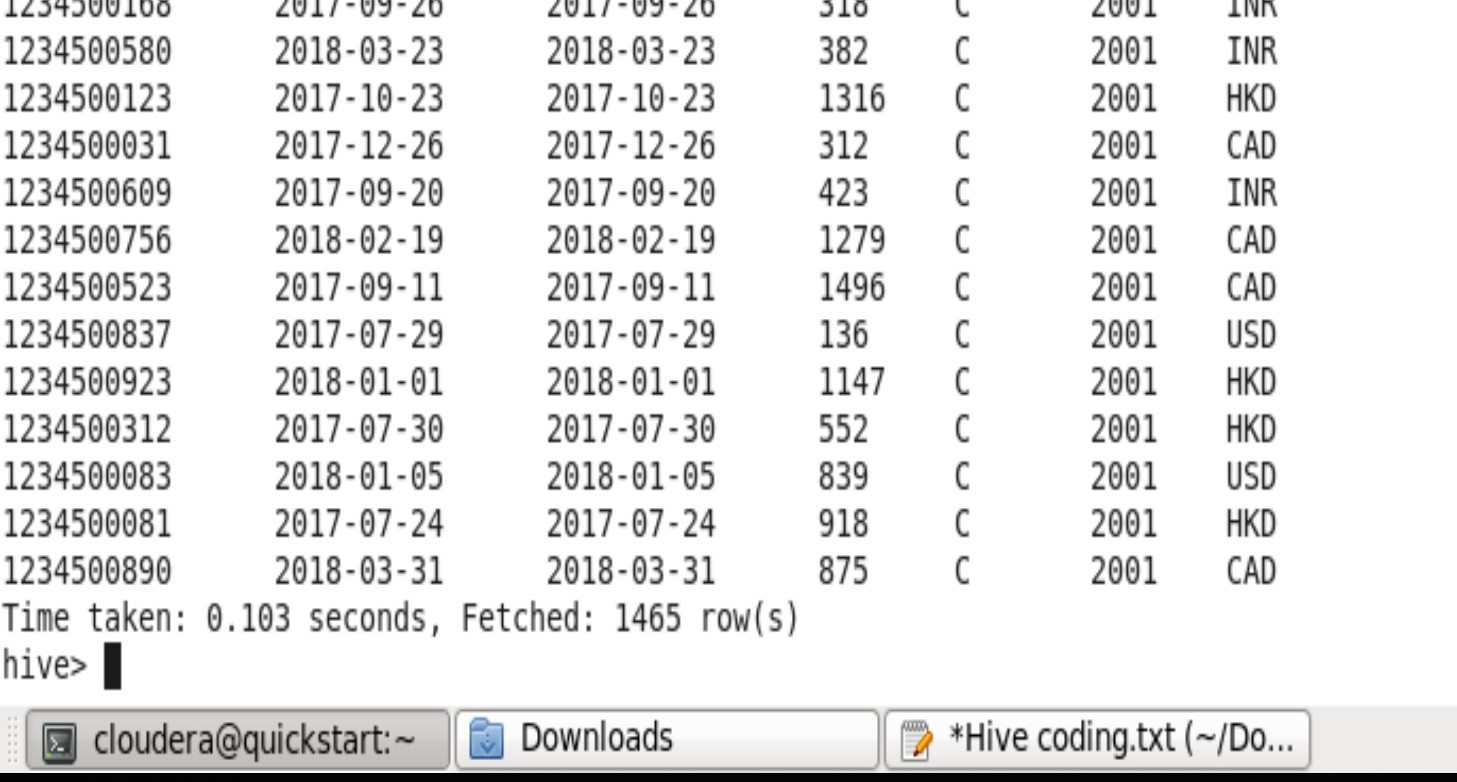 1234500168 2017-09-26 2017-09-26 318 C 2001 INR
1234500580 2018-03-23 2018-03-23 382 C 2001 INR
1234500123 2017-10-23 2017-10-23 1316 C 2001 HKD
1234500031 2017-12-26 2017-12-26 312 C 2001 CAD
1234500609 2017-09-20 2017-09-20 423 C 2001 INR
1234500756 2018-02-19 2018-02-19 1279 C 2001 CAD
1234500523 2017-09-11 2017-09-11 1496 C 2001 CAD
1234500837 2017-07-29 2017-07-29 136 C 2001 USD
1234500923 2018-01-01 2018-01-01 1147 C 2001 HKD
1234500312 2017-07-30 2017-07-30 552 C 2001 HKD
1234500083 2018-01-05 2018-01-05 839 C 2001 USD
1234500081 2017-07-24 2017-07-24 918 C 2001 HKD
1234500890 2018-03-31 2018-03-31 875 C 2001 CAD
Time taken: 0.103 seconds, Fetched: 1465 row(s)
hive>
cloudera@quickstart:~ Downloads *Hive coding.txt (~/Do...